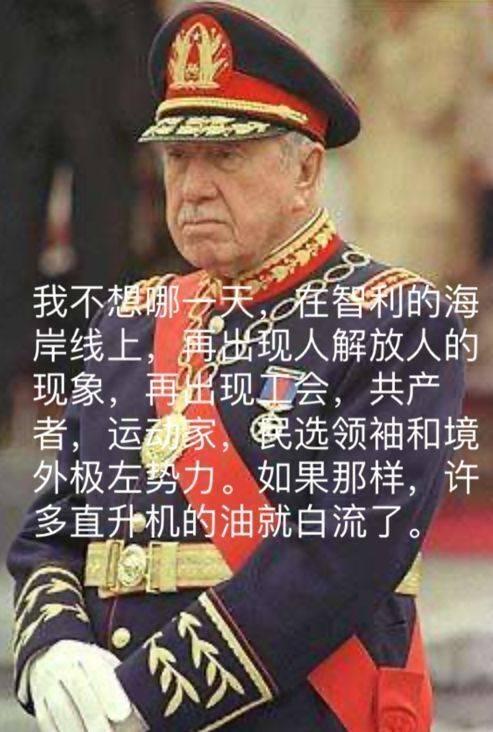 我不想哪一天，在智利的海
岸线上，再出现人解放人的
现象，再出现工会，共产
者，运动家，民选领袖和境
外极左势力。如果那样，许
多直升机的油就白流了。